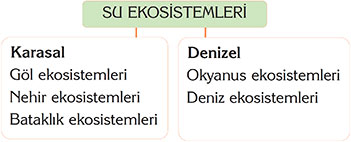 SU EKOSİSTEMLERİ
Karasal
Göl ekosistemleri
Nehir ekosistemleri
Bataklık ekosistemleri
Denizel
Okyanus ekosistemleri
Deniz ekosistemleri